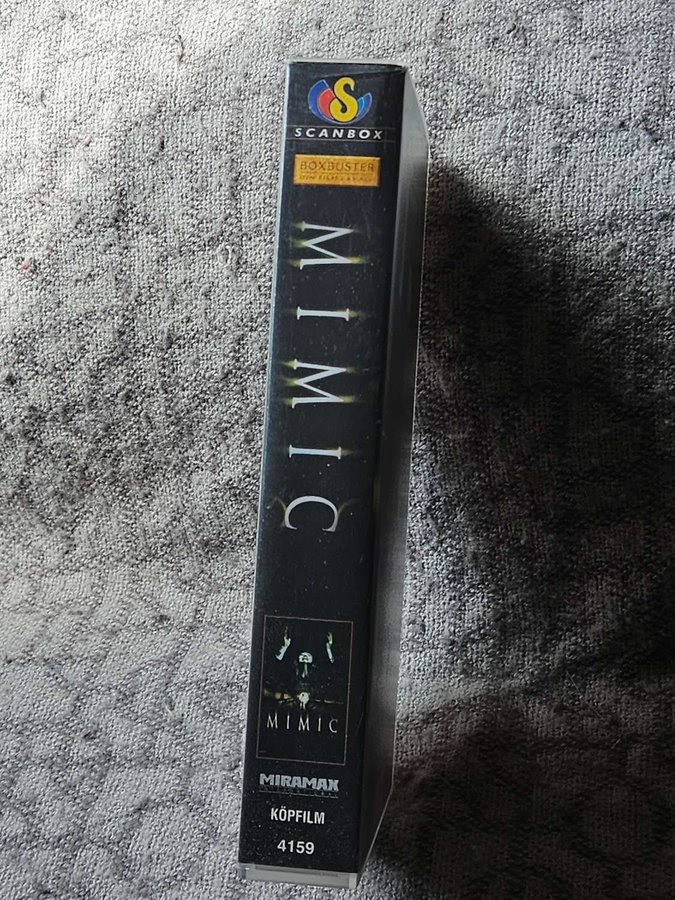 S
SCANBOX
BOXBUSTER
MIMIC
MIMIC
MIRAMAX
KÖPFILM
4159